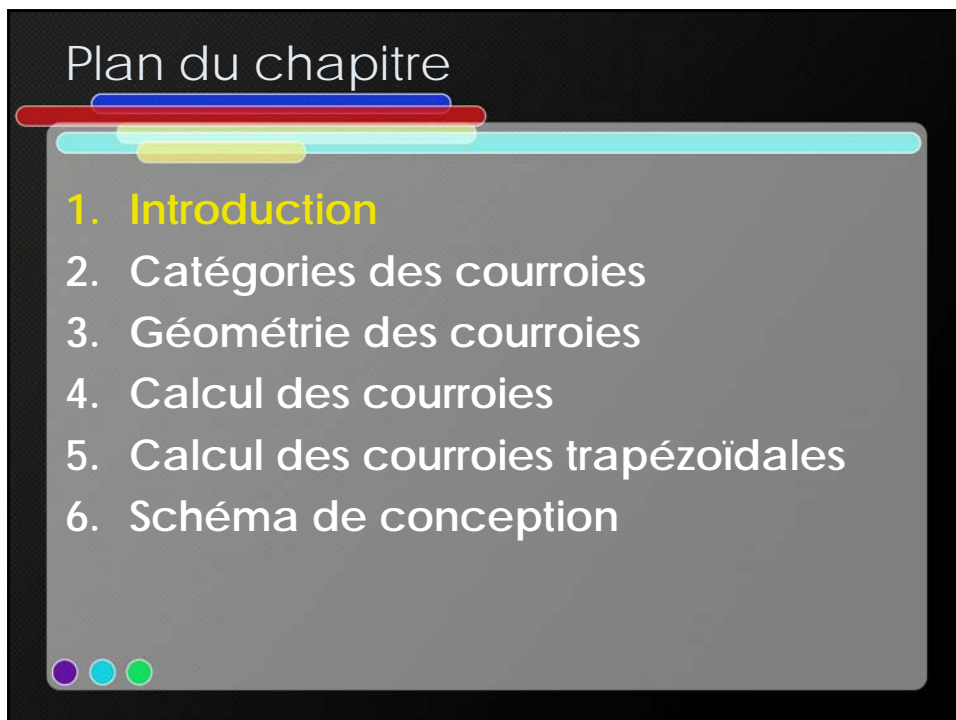 Plan du chapitre
1. Introduction
2. Catégories des courroies
3. Géométrie des courroies
4. Calcul des courroies
5. Calcul des courroies trapézoïdales
6. Schéma de conception